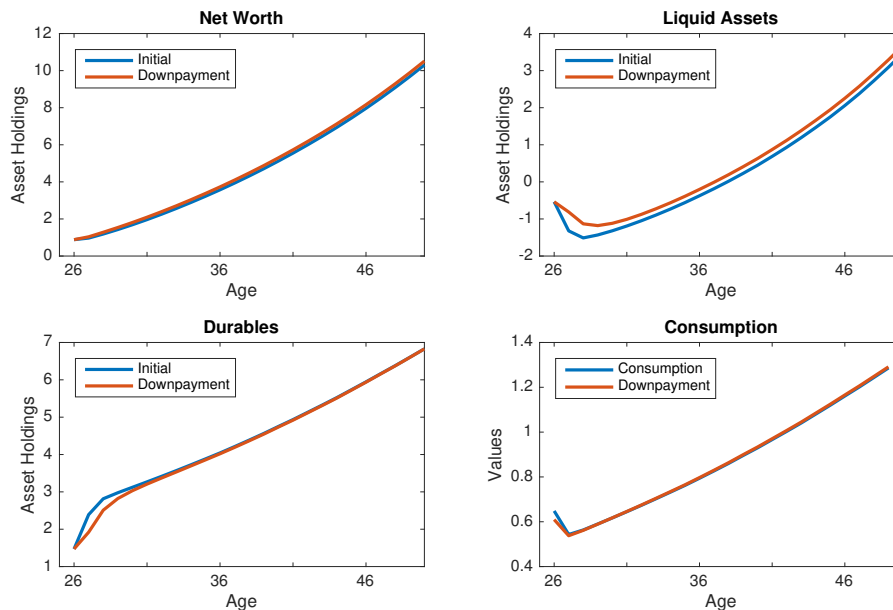 Net Worth
12
10
8
6
4
2
0
Asset Holdings
Initial
Downpayment
26
36
46
Age
Liquid Assets
4
3
2
1
0
-1
-2
Asset Holdings
Initial
Downpayment
26
36
46
Age
Durables
7
6
5
4
3
2
1
Asset Holdings
Initial
Downpayment
26
36
46
Age
Consumption
1.4
1.2
1
0.8
0.6
0.4
Values
Consumption
Downpayment
26
36
46
Age